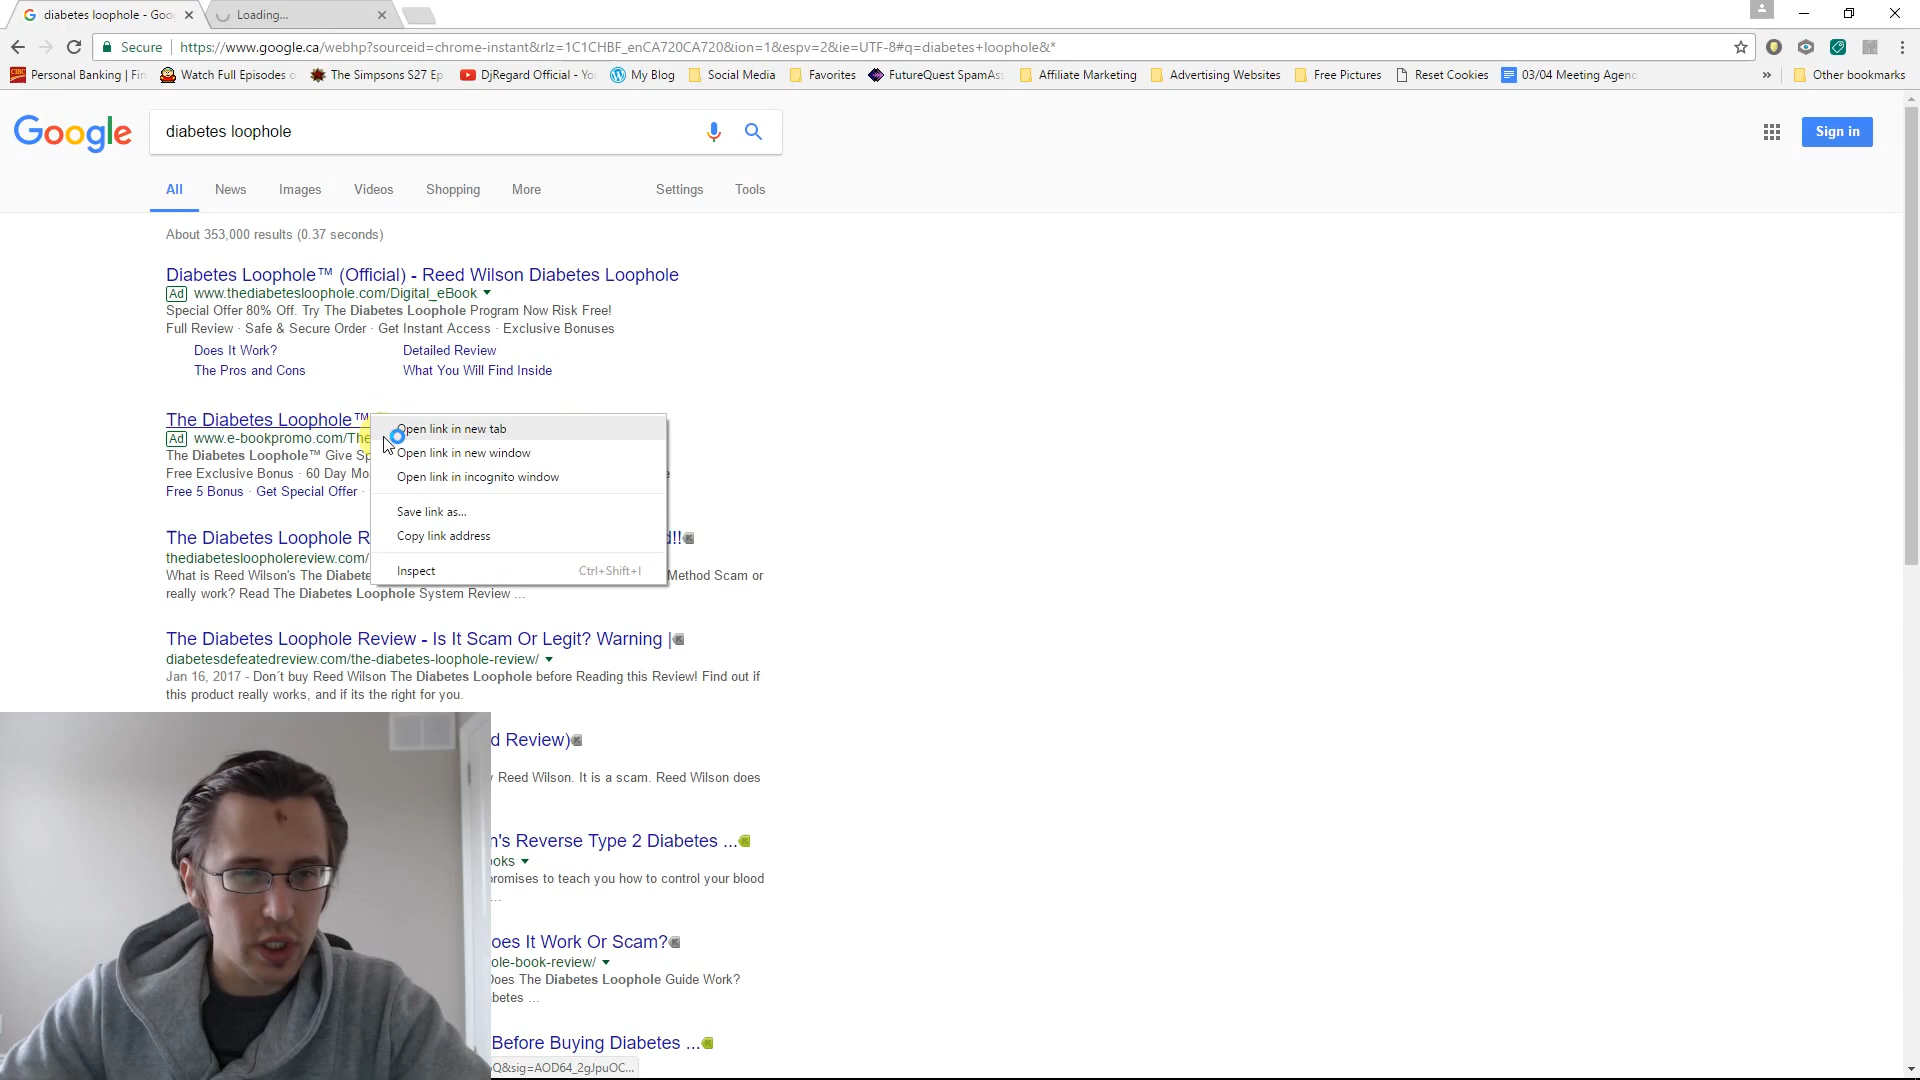 diabetes loophole - Goo
Loading...
Secure https://www.google.ca/webhp?sourceid=chrome-instant&rlz=1C1CHBF_enCA720CA720&ion=1&espv=2&ie=UTF-8#q=diabetes+loophole&*
CIBC Personal Banking | Watch Full Episodes The Simpsons S27 Ep DjRegard Official - Yo My Blog Social Media Favorites FutureQuest SpamAss Affiliate Marketing Advertising Websites Free Pictures Reset Cookies 03/04 Meeting Agen » Other bookmarks
Google diabetes loophole Sign in
All News Images Videos Shopping More Settings Tools
About 353,000 results (0.37 seconds)
Diabetes Loophole™ (Official) - Reed Wilson Diabetes Loophole
Ad www.thediabetesloophole.com/Digital_eBook
Special Offer 80% Off. Try The Diabetes Loophole Program Now Risk Free!
Full Review · Safe & Secure Order · Get Instant Access · Exclusive Bonuses
Does It Work? Detailed Review
The Pros and Cons What You Will Find Inside
The Diabetes Loophole™
Ad www.e-bookpromo.com/The
The Diabetes Loophole™ Give Sp
Free Exclusive Bonus · 60 Day Mo
Free 5 Bonus · Get Special Offer ·
Open link in new tab
Open link in new window
Open link in incognito window
Save link as...
Copy link address
Inspect Ctrl+Shift+I
The Diabetes Loophole R !!
thediabetesloopholereview.com/
What is Reed Wilson's The Diabete Method Scam or
really work? Read The Diabetes Loophole System Review ...
The Diabetes Loophole Review - Is It Scam Or Legit? Warning |
diabetesdefeatedreview.com/the-diabetes-loophole-review/
Jan 16, 2017 - Don´t buy Reed Wilson The Diabetes Loophole before Reading this Review! Find out if
this product really works, and if its the right for you.
d Review)
Reed Wilson. It is a scam. Reed Wilson does
n's Reverse Type 2 Diabetes ...
ooks
promises to teach you how to control your blood
...
oes It Work Or Scam?
ole-book-review/
Does The Diabetes Loophole Guide Work?
betes ...
Before Buying Diabetes ...
Q&sig=AOD64_2gJpuOC...